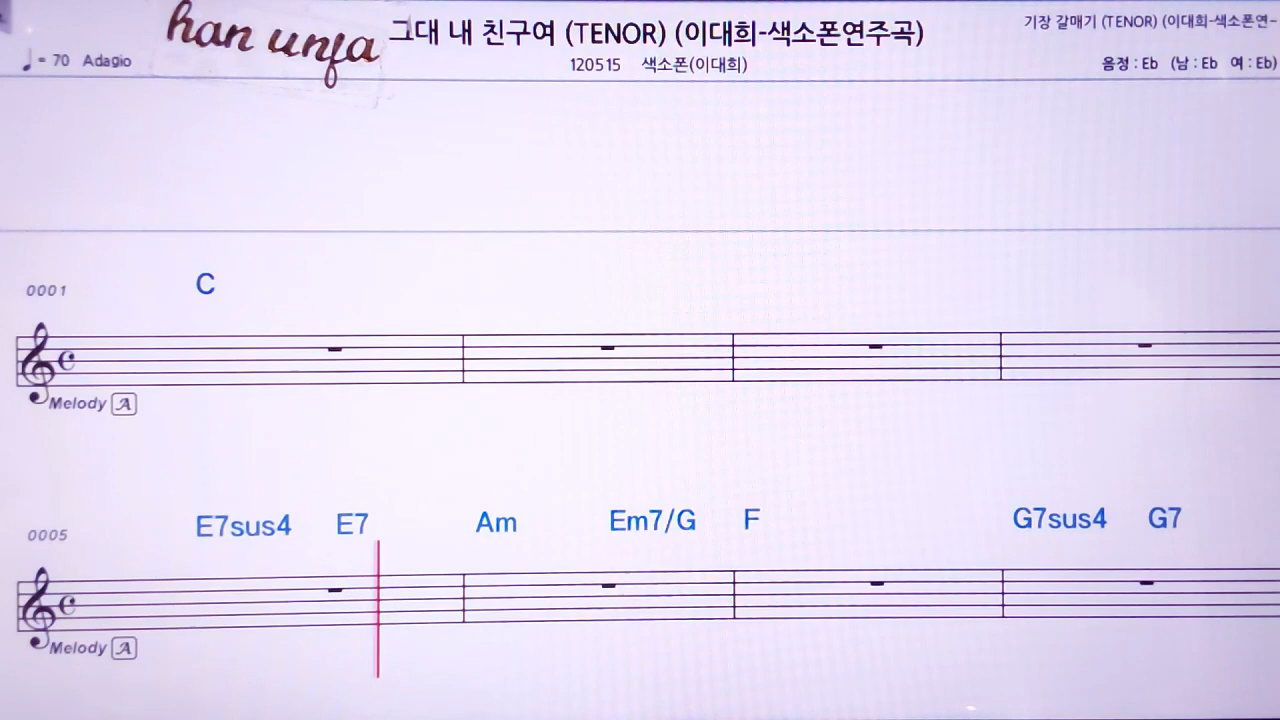 han unja
그대 내 친구여 (TENOR) (이대희-색소폰연주곡)
기장 갈매기 (TENOR) (이대희-색소폰연-
♩= 70 Adagio
120515 색소폰(이대희)
음정 : Eb (남 : Eb 여 : Eb)
0001 C
Melody A
0005 E7sus4 E7 Am Em7/G F G7sus4 G7
Melody A